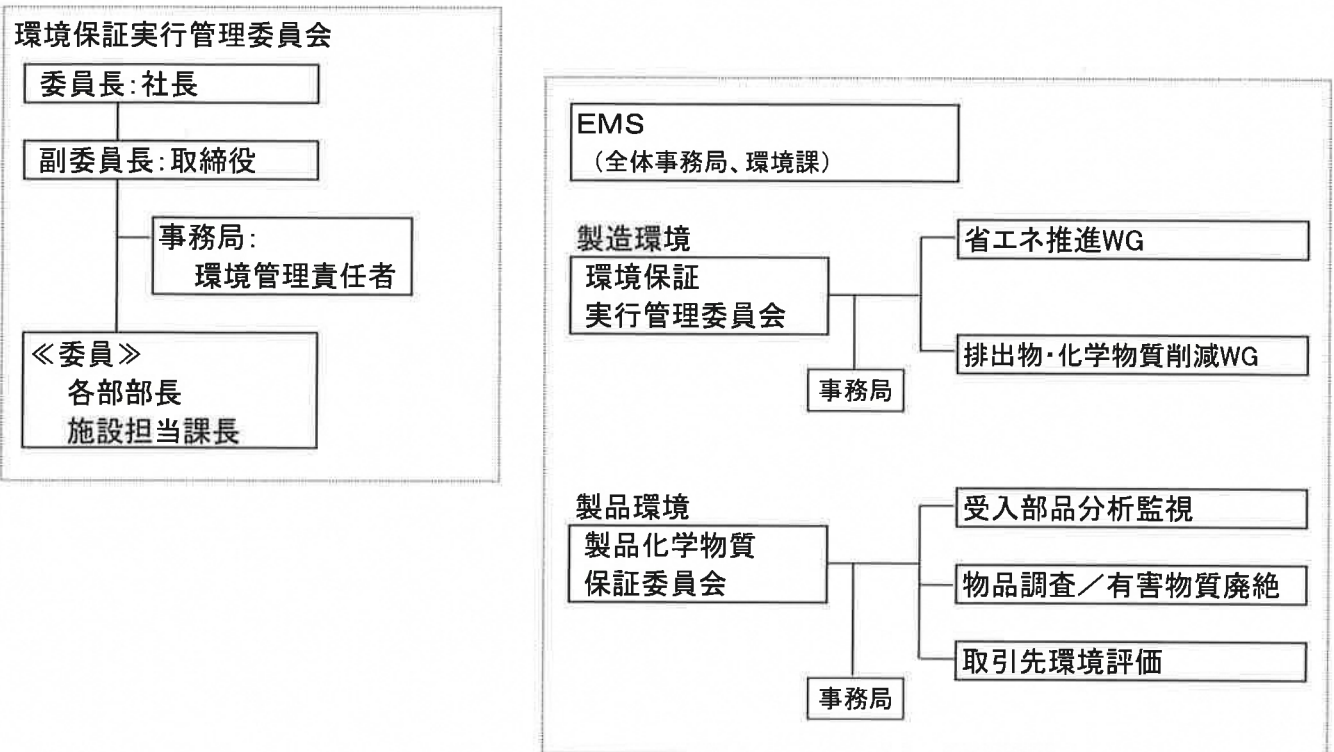 環境保証実行管理委員会
委員長:社長
副委員長:取締役
事務局:
環境管理責任者
≪委員≫
各部部長
施設担当課長
EMS
(全体事務局、環境課)
製造環境
環境保証
実行管理委員会
事務局
省エネ推進WG
排出物・化学物質削減WG
製品環境
製品化学物質
保証委員会
事務局
受入部品分析監視
物品調査/有害物質廃絶
取引先環境評価